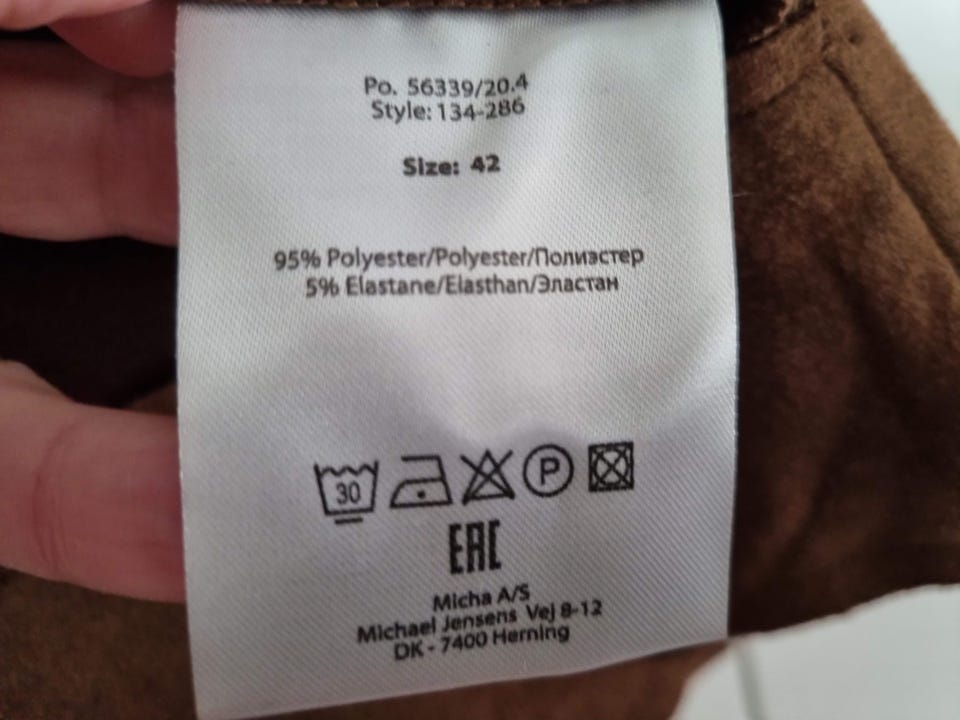 Po. 56339/20.4
Style: 134-286
Size: 42
95% Polyester/Polyester/Полиэстер
5% Elastane/Elasthan/Эластан
30 P
EAC
Micha A/S
Michael Jensens Vej 8-12
DK - 7400 Herning